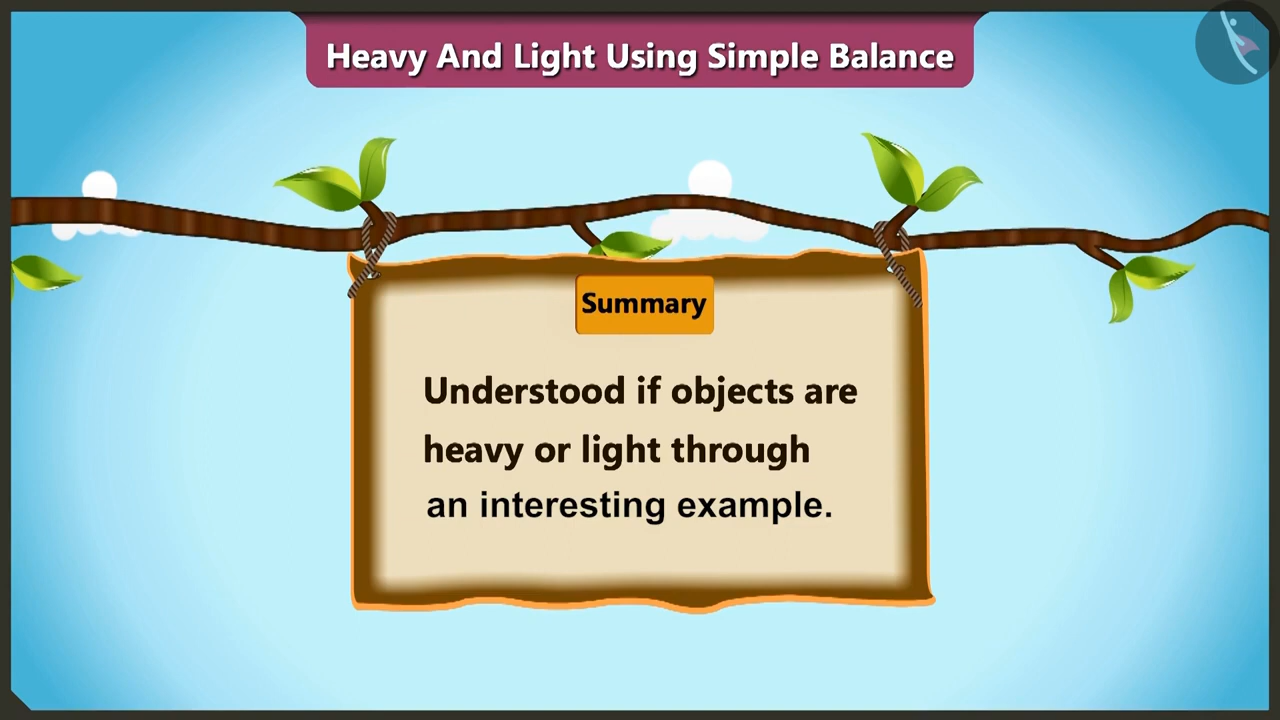 Heavy And Light Using Simple Balance
Summary
Understood if objects are
heavy or light through
an interesting example.